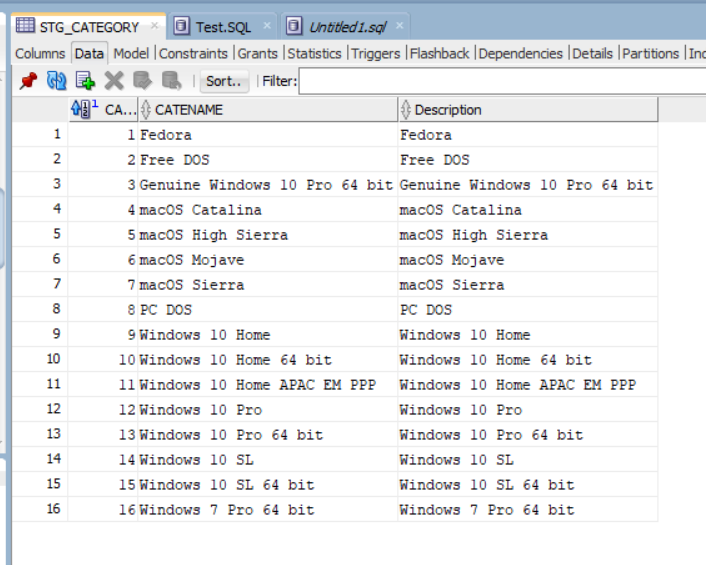 STG_CATEGORY × Test.SQL × Untitled1.sql ×
Columns Data Model Constraints Grants Statistics Triggers Flashback Dependencies Details Partitions
Sort.. Filter:
1 CA... CATENAME Description
1 1 Fedora Fedora
2 2 Free DOS Free DOS
3 3 Genuine Windows 10 Pro 64 bit Genuine Windows 10 Pro 64 bit
4 4 macOS Catalina macOS Catalina
5 5 macOS High Sierra macOS High Sierra
6 6 macOS Mojave macOS Mojave
7 7 macOS Sierra macOS Sierra
8 8 PC DOS PC DOS
9 9 Windows 10 Home Windows 10 Home
10 10 Windows 10 Home 64 bit Windows 10 Home 64 bit
11 11 Windows 10 Home APAC EM PPP Windows 10 Home APAC EM PPP
12 12 Windows 10 Pro Windows 10 Pro
13 13 Windows 10 Pro 64 bit Windows 10 Pro 64 bit
14 14 Windows 10 SL Windows 10 SL
15 15 Windows 10 SL 64 bit Windows 10 SL 64 bit
16 16 Windows 7 Pro 64 bit Windows 7 Pro 64 bit